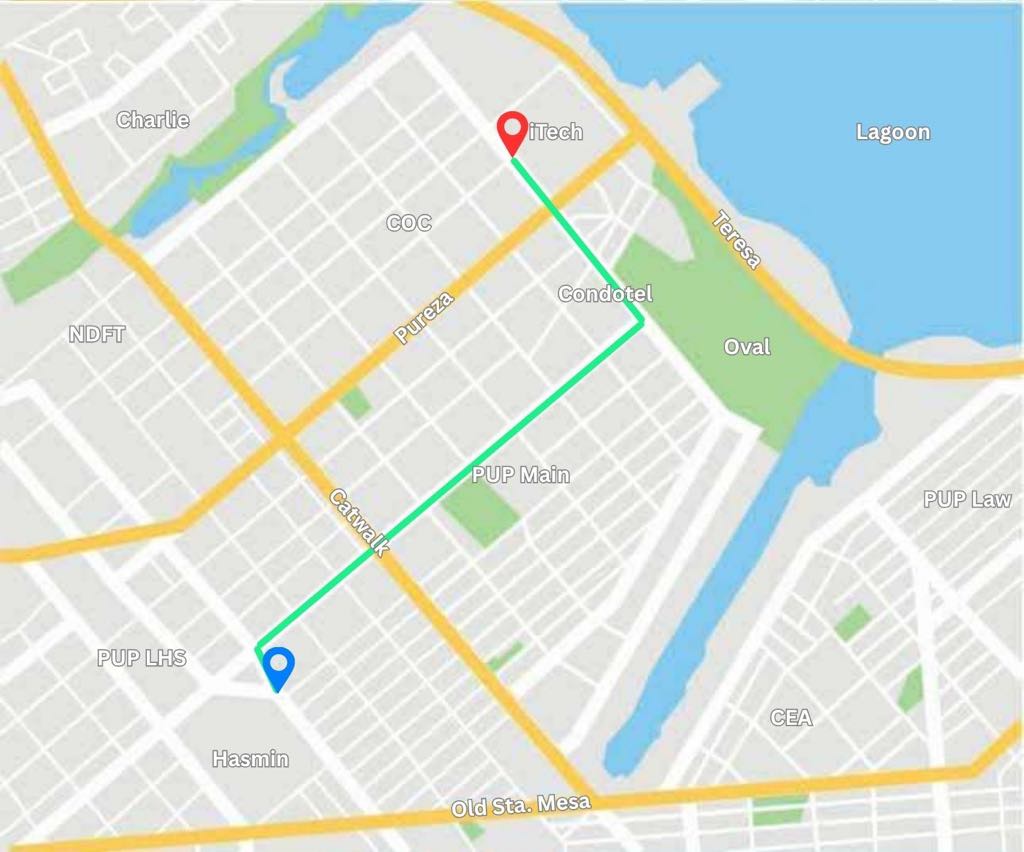 Charlie
iTech
Lagoon
COC
Teresa
Condotel
Pureza
NDFT
Oval
PUP Main
PUP Law
Catwalk
PUP LHS
CEA
Hasmin
Old Sta. Mesa